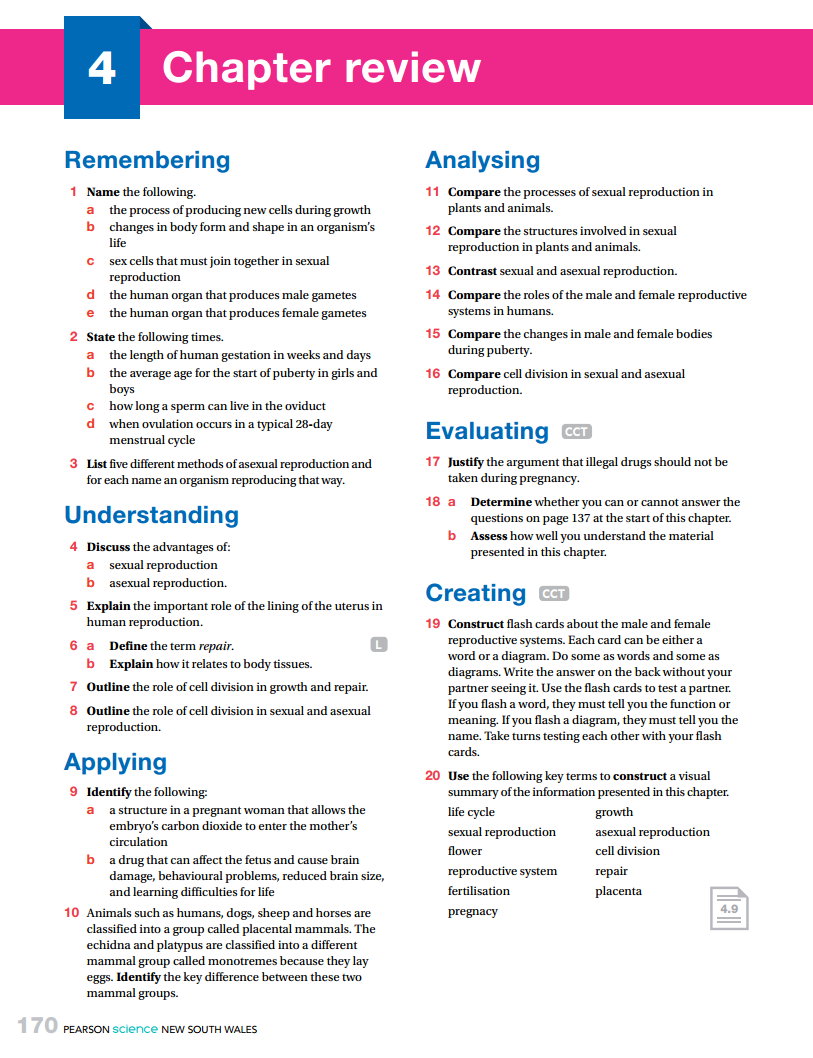 4
Chapter review
Remembering
1 Name the following.
a the process of producing new cells during growth
b changes in body form and shape in an organism's
life
c sex cells that must join together in sexual
reproduction
d the human organ that produces male gametes
e the human organ that produces female gametes
2 State the following times.
a the length of human gestation in weeks and days
b the average age for the start of puberty in girls and
boys
c how long a sperm can live in the oviduct
d when ovulation occurs in a typical 28-day
menstrual cycle
3 List five different methods of asexual reproduction and
for each name an organism reproducing that way.
Understanding
4 Discuss the advantages of:
a sexual reproduction
b asexual reproduction.
5 Explain the important role of the lining of the uterus in
human reproduction.
6 a Define the term repair. L
b Explain how it relates to body tissues.
7 Outline the role of cell division in growth and repair.
8 Outline the role of cell division in sexual and asexual
reproduction.
Applying
9 Identify the following:
a a structure in a pregnant woman that allows the
embryo's carbon dioxide to enter the mother's
circulation
b a drug that can affect the fetus and cause brain
damage, behavioural problems, reduced brain size,
and learning difficulties for life
10 Animals such as humans, dogs, sheep and horses are
classified into a group called placental mammals. The
echidna and platypus are classified into a different
mammal group called monotremes because they lay
eggs. Identify the key difference between these two
mammal groups.
Analysing
11 Compare the processes of sexual reproduction in
plants and animals.
12 Compare the structures involved in sexual
reproduction in plants and animals.
13 Contrast sexual and asexual reproduction.
14 Compare the roles of the male and female reproductive
systems in humans.
15 Compare the changes in male and female bodies
during puberty.
16 Compare cell division in sexual and asexual
reproduction.
Evaluating CCT
17 Justify the argument that illegal drugs should not be
taken during pregnancy.
18 a Determine whether you can or cannot answer the
questions on page 137 at the start of this chapter.
b Assess how well you understand the material
presented in this chapter.
Creating CCT
19 Construct flash cards about the male and female
reproductive systems. Each card can be either a
word or a diagram. Do some as words and some as
diagrams. Write the answer on the back without your
partner seeing it. Use the flash cards to test a partner.
If you flash a word, they must tell you the function or
meaning. If you flash a diagram, they must tell you the
name. Take turns testing each other with your flash
cards.
20 Use the following key terms to construct a visual
summary of the information presented in this chapter.
life cycle growth
sexual reproduction asexual reproduction
flower cell division
reproductive system repair
fertilisation placenta
pregnacy
4.9
170 PEARSON science NEW SOUTH WALES